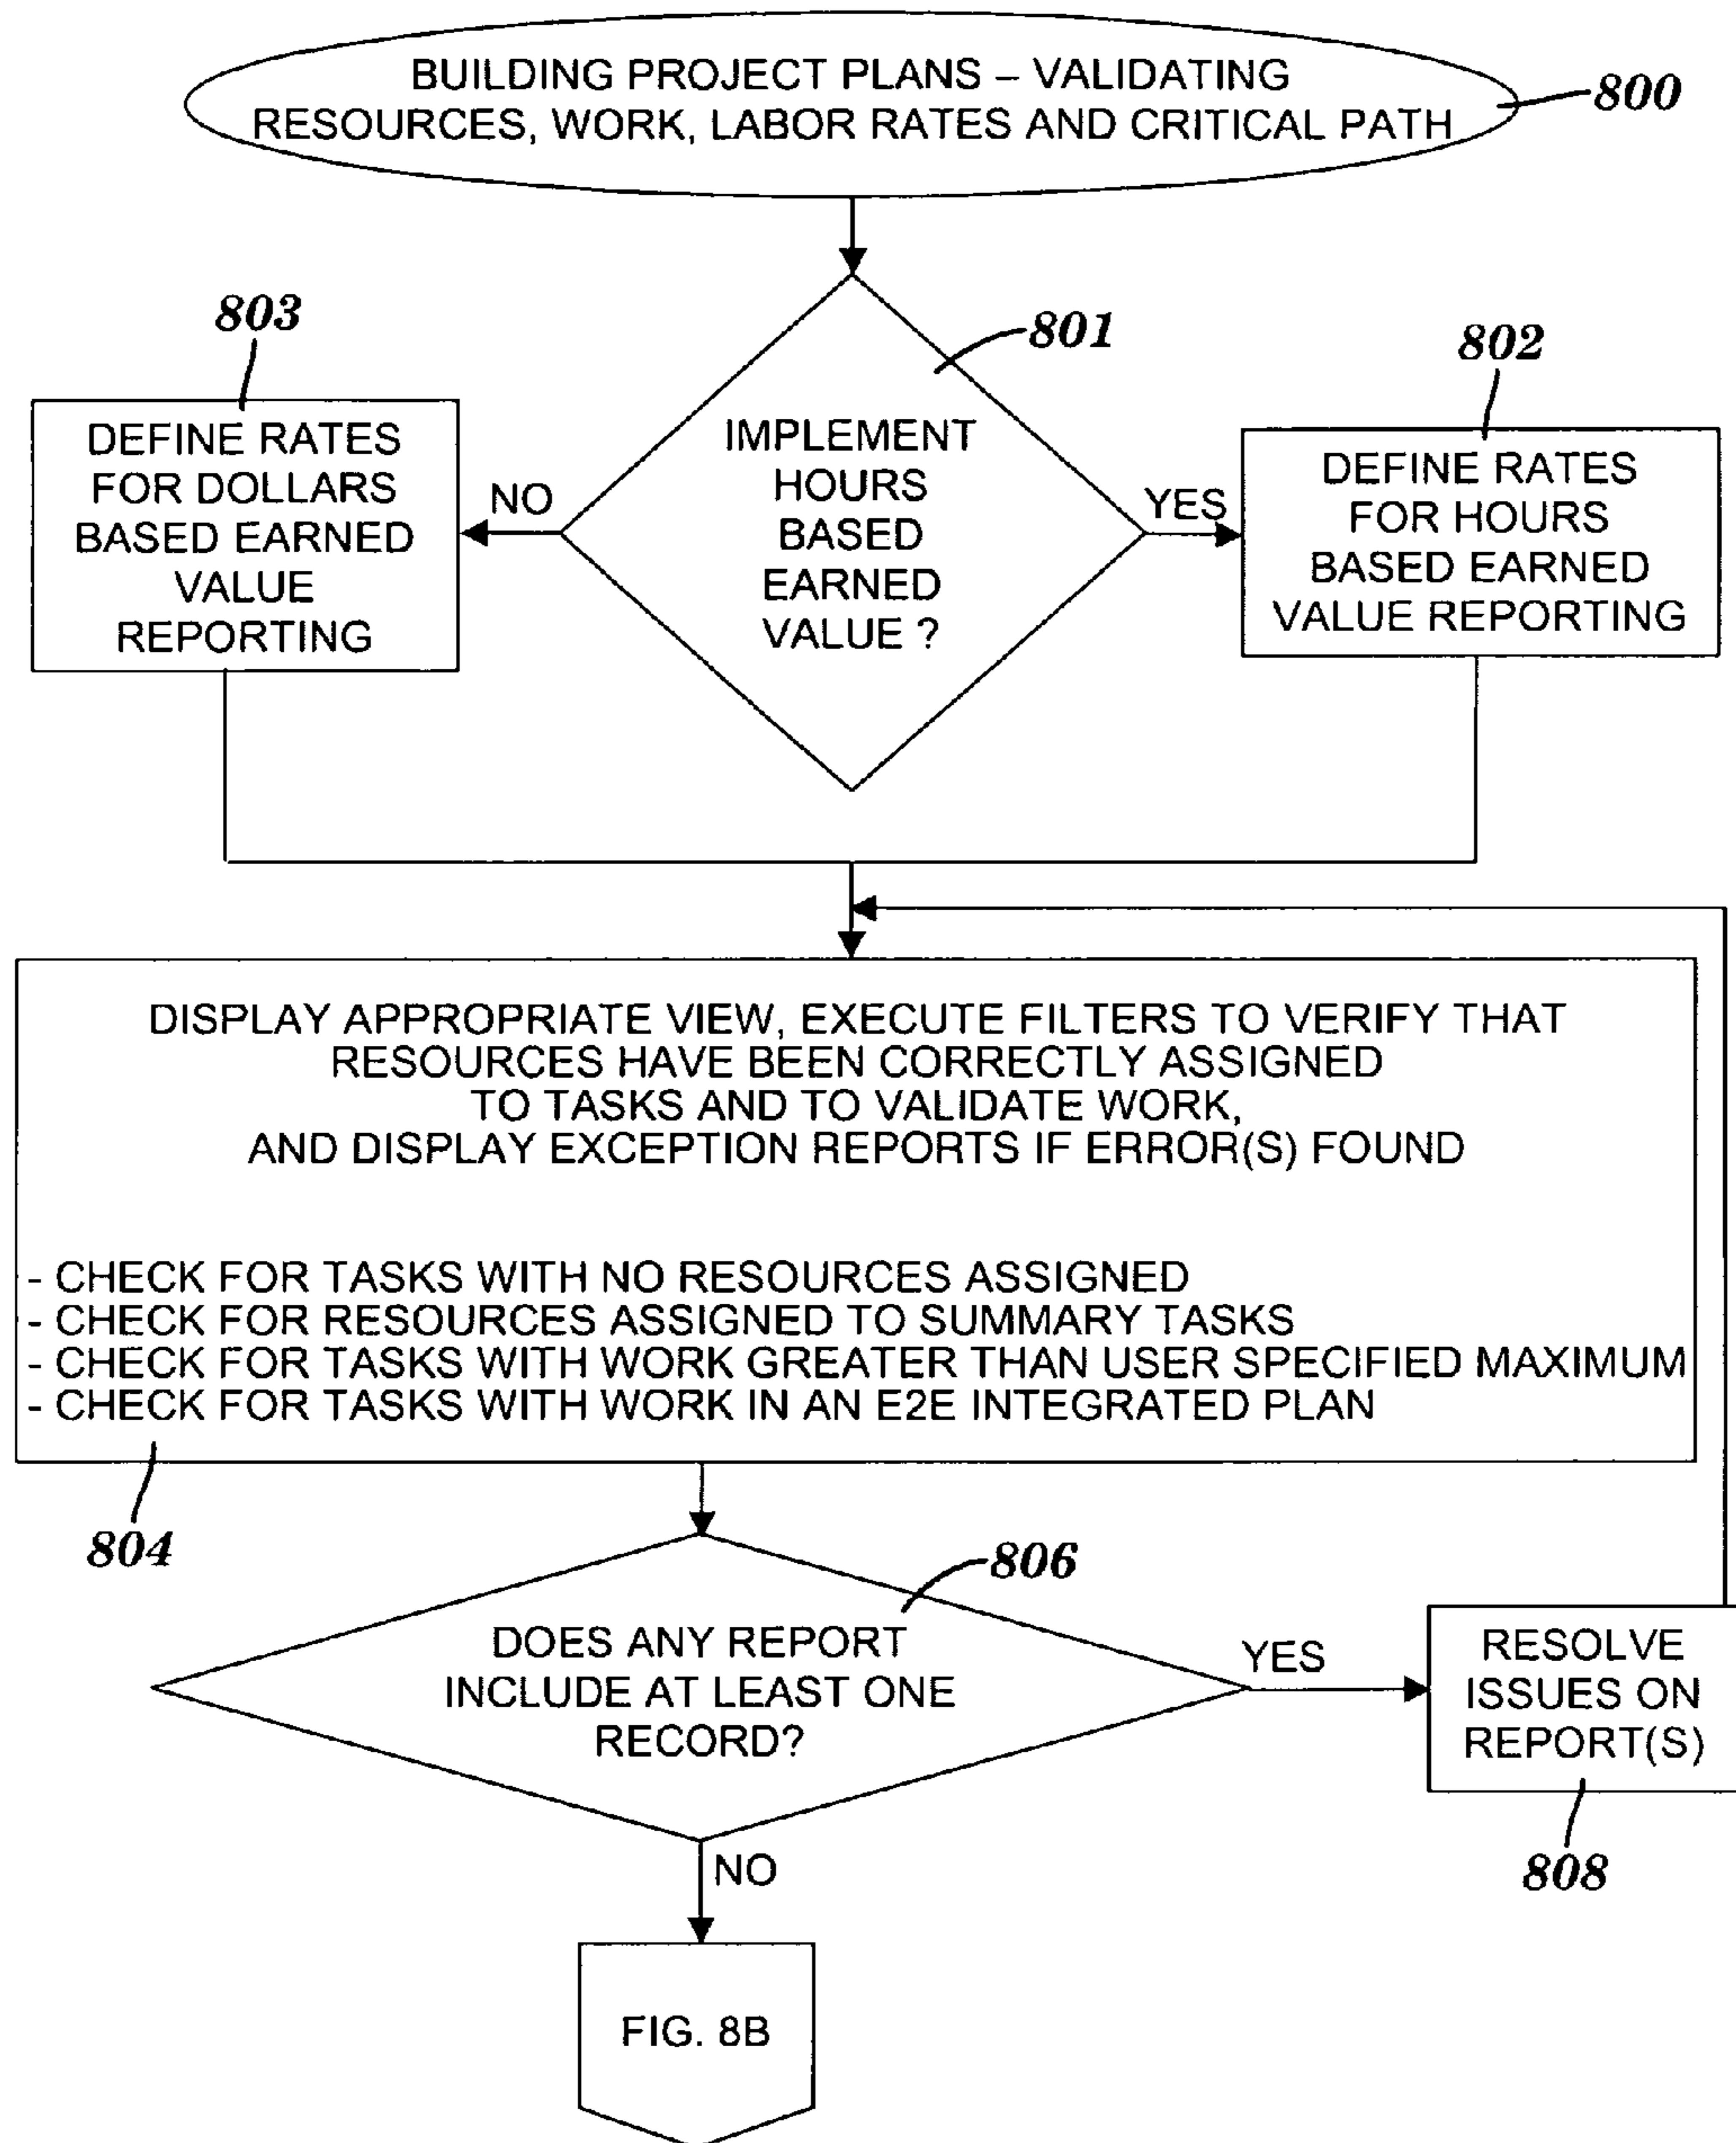 BUILDING PROJECT PLANS – VALIDATING
RESOURCES, WORK, LABOR RATES AND CRITICAL PATH
800
801
803
802
IMPLEMENT
HOURS
BASED
EARNED
VALUE ?
NO
YES
DEFINE RATES
FOR DOLLARS
BASED EARNED
VALUE
REPORTING
DEFINE RATES
FOR HOURS
BASED EARNED
VALUE REPORTING
DISPLAY APPROPRIATE VIEW, EXECUTE FILTERS TO VERIFY THAT
RESOURCES HAVE BEEN CORRECTLY ASSIGNED
TO TASKS AND TO VALIDATE WORK,
AND DISPLAY EXCEPTION REPORTS IF ERROR(S) FOUND
- CHECK FOR TASKS WITH NO RESOURCES ASSIGNED
- CHECK FOR RESOURCES ASSIGNED TO SUMMARY TASKS
- CHECK FOR TASKS WITH WORK GREATER THAN USER SPECIFIED MAXIMUM
- CHECK FOR TASKS WITH WORK IN AN E2E INTEGRATED PLAN
804
806
DOES ANY REPORT
INCLUDE AT LEAST ONE
RECORD?
YES
RESOLVE
ISSUES ON
REPORT(S)
808
NO
FIG. 8B